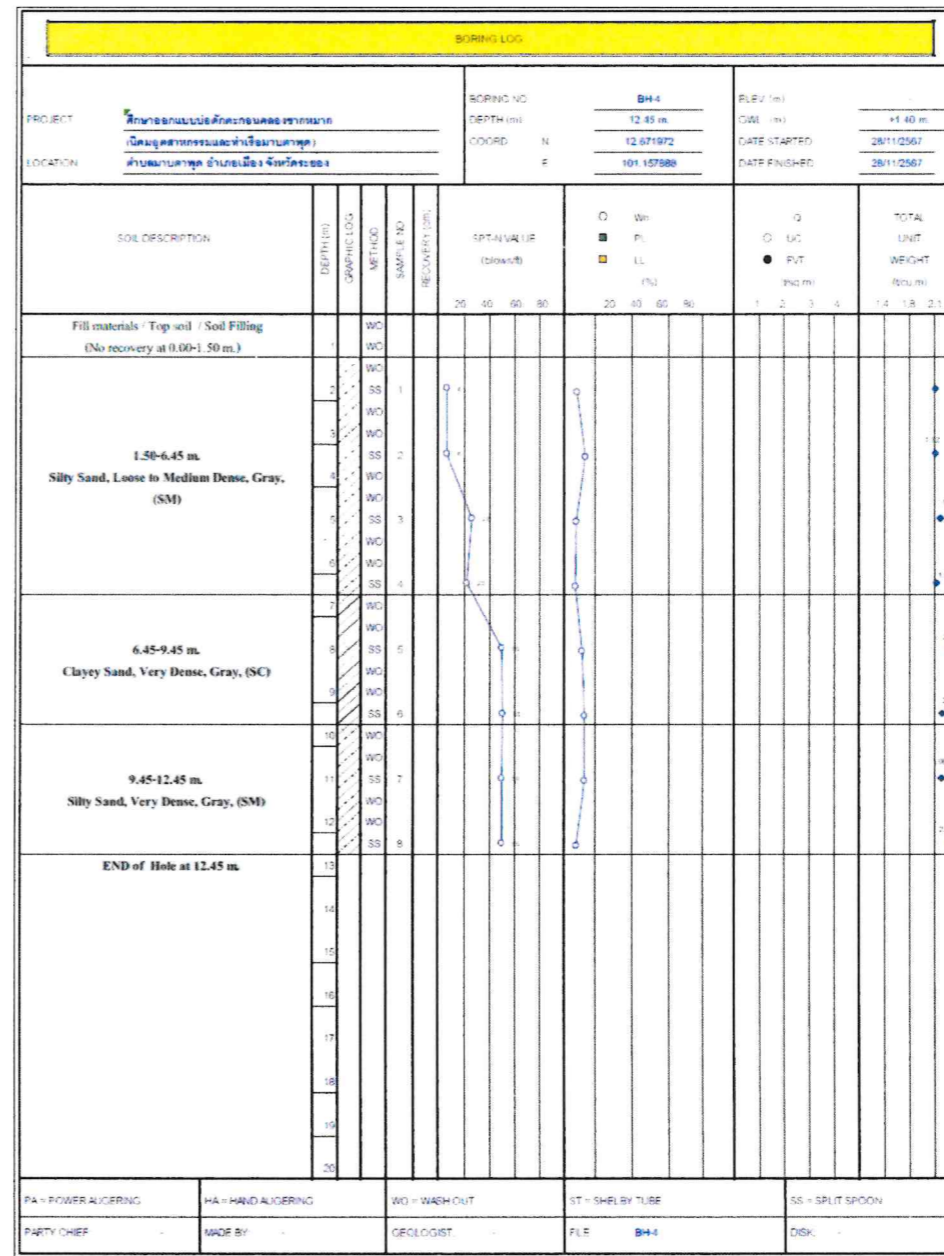 BORING LOG
PROJECT ศึกษาออกแบบบ่อดักตะกอนคลองชากหมาก
(นิคมอุตสาหกรรมและท่าเรือมาบตาพุด)
LOCATION ตำบลมาบตาพุด อำเภอเมือง จังหวัดระยอง
BORING NO BH-4
DEPTH (m) 12.45 m.
COORD N 12.671972
E 101.157888
ELEV. (m) -
GWL (m) +1.40 m.
DATE STARTED 28/11/2567
DATE FINISHED 28/11/2567
SOIL DESCRIPTION
DEPTH (m)
GRAPHIC LOG
METHOD
SAMPLE NO
RECOVERY (cm)
SPT-N VALUE
(blows/ft)
20 40 60 80
Wn
PL
LL
(%)
20 40 60 80
Q
UC
FVT
1 2 3 4
TOTAL
UNIT
WEIGHT
1.4 1.8 2.1
Fill materials / Top soil / Soil Filling WO
(No recovery at 0.00-1.50 m.) 1 WO
WO
2 SS 1
WO
3 WO
1.50-6.45 m. SS 2
Silty Sand, Loose to Medium Dense, Gray, 4 WO
(SM) WO
5 SS 3
WO
6 WO
SS 4
7 WO
WO
6.45-9.45 m. 8 SS 5
Clayey Sand, Very Dense, Gray, (SC) WO
9 WO
SS 6
10 WO
WO
9.45-12.45 m. 11 SS 7
Silty Sand, Very Dense, Gray, (SM) WO
12 WO
SS 8
END of Hole at 12.45 m. 13
14
15
16
17
18
19
20
PA = POWER AUGERING HA = HAND AUGERING WO = WASH OUT ST = SHELBY TUBE SS = SPLIT SPOON
PARTY CHIEF - MADE BY - GEOLOGIST - FILE BH-4 DISK -